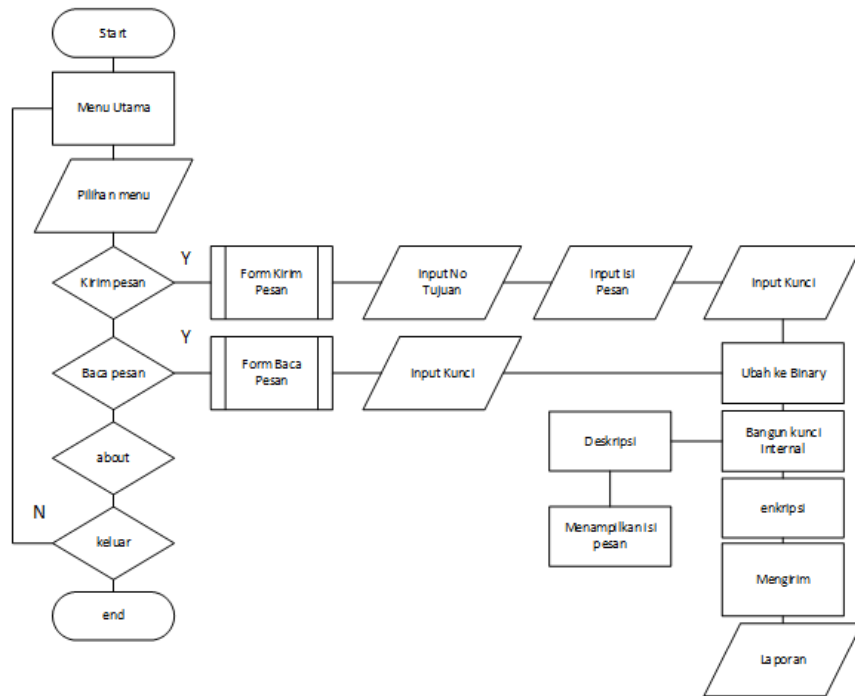 Start
Menu Utama
Pilihan menu
Y
Kirim pesan
Form Kirim
Pesan
Input No
Tujuan
Input Isi
Pesan
Input Kunci
Y
Baca pesan
Form Baca
Pesan
Input Kunci
Ubah ke Binary
Deskripsi
Bangun kunci
Internal
about
N
Menampilkan isi
pesan
enkripsi
keluar
Mengirim
end
Laporan